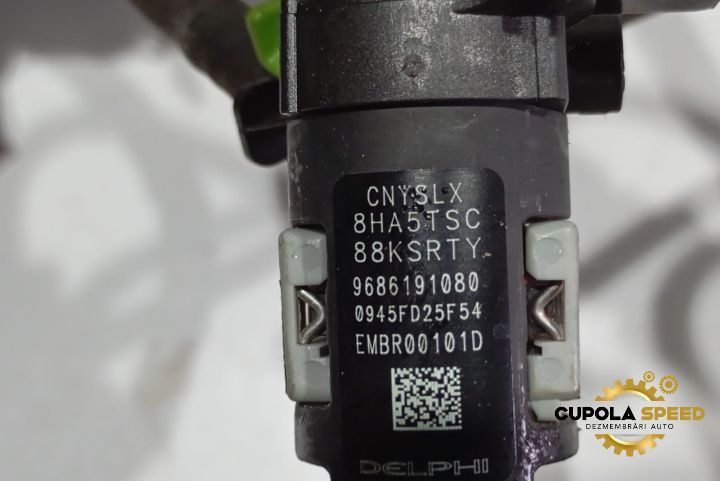 CNYSLX
8HA5TSC
88KSRTY
9686191080
0945FD25F54
EMBR00101D
DELPHI
CUPOLA SPEED
DEZMEMBRĂRI AUTO